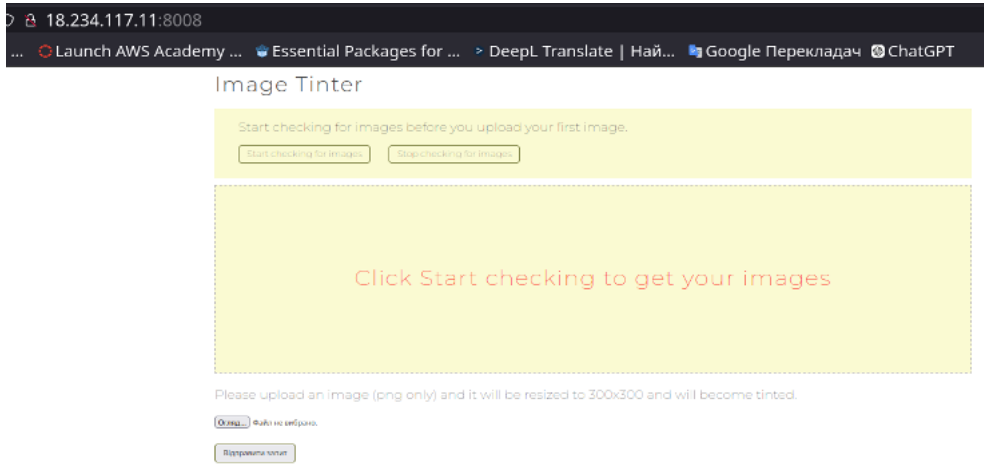 18.234.117.11:8008
... Launch AWS Academy ... Essential Packages for ... DeepL Translate | Най... Google Перекладач ChatGPT
Image Tinter
Start checking for images before you upload your first image.
Start checking for images Stop checking for images
Click Start checking to get your images
Please upload an image (png only) and it will be resized to 300x300 and will become tinted.
Огляд... Файл не вибрано.
Відправити запит